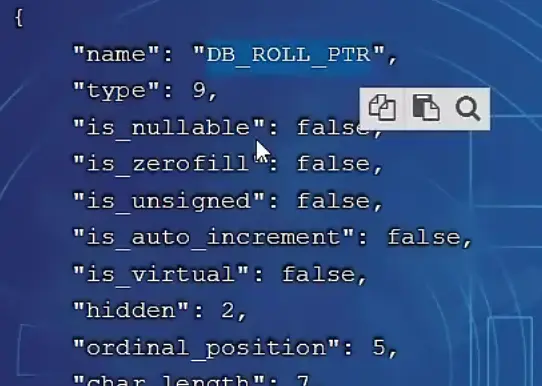 {
"name": "DB_ROLL_PTR",
"type": 9,
"is_nullable": false,
"is_zerofill": false,
"is_unsigned": false,
"is_auto_increment": false,
"is_virtual": false,
"hidden": 2,
"ordinal_position": 5,
"char_length": 7